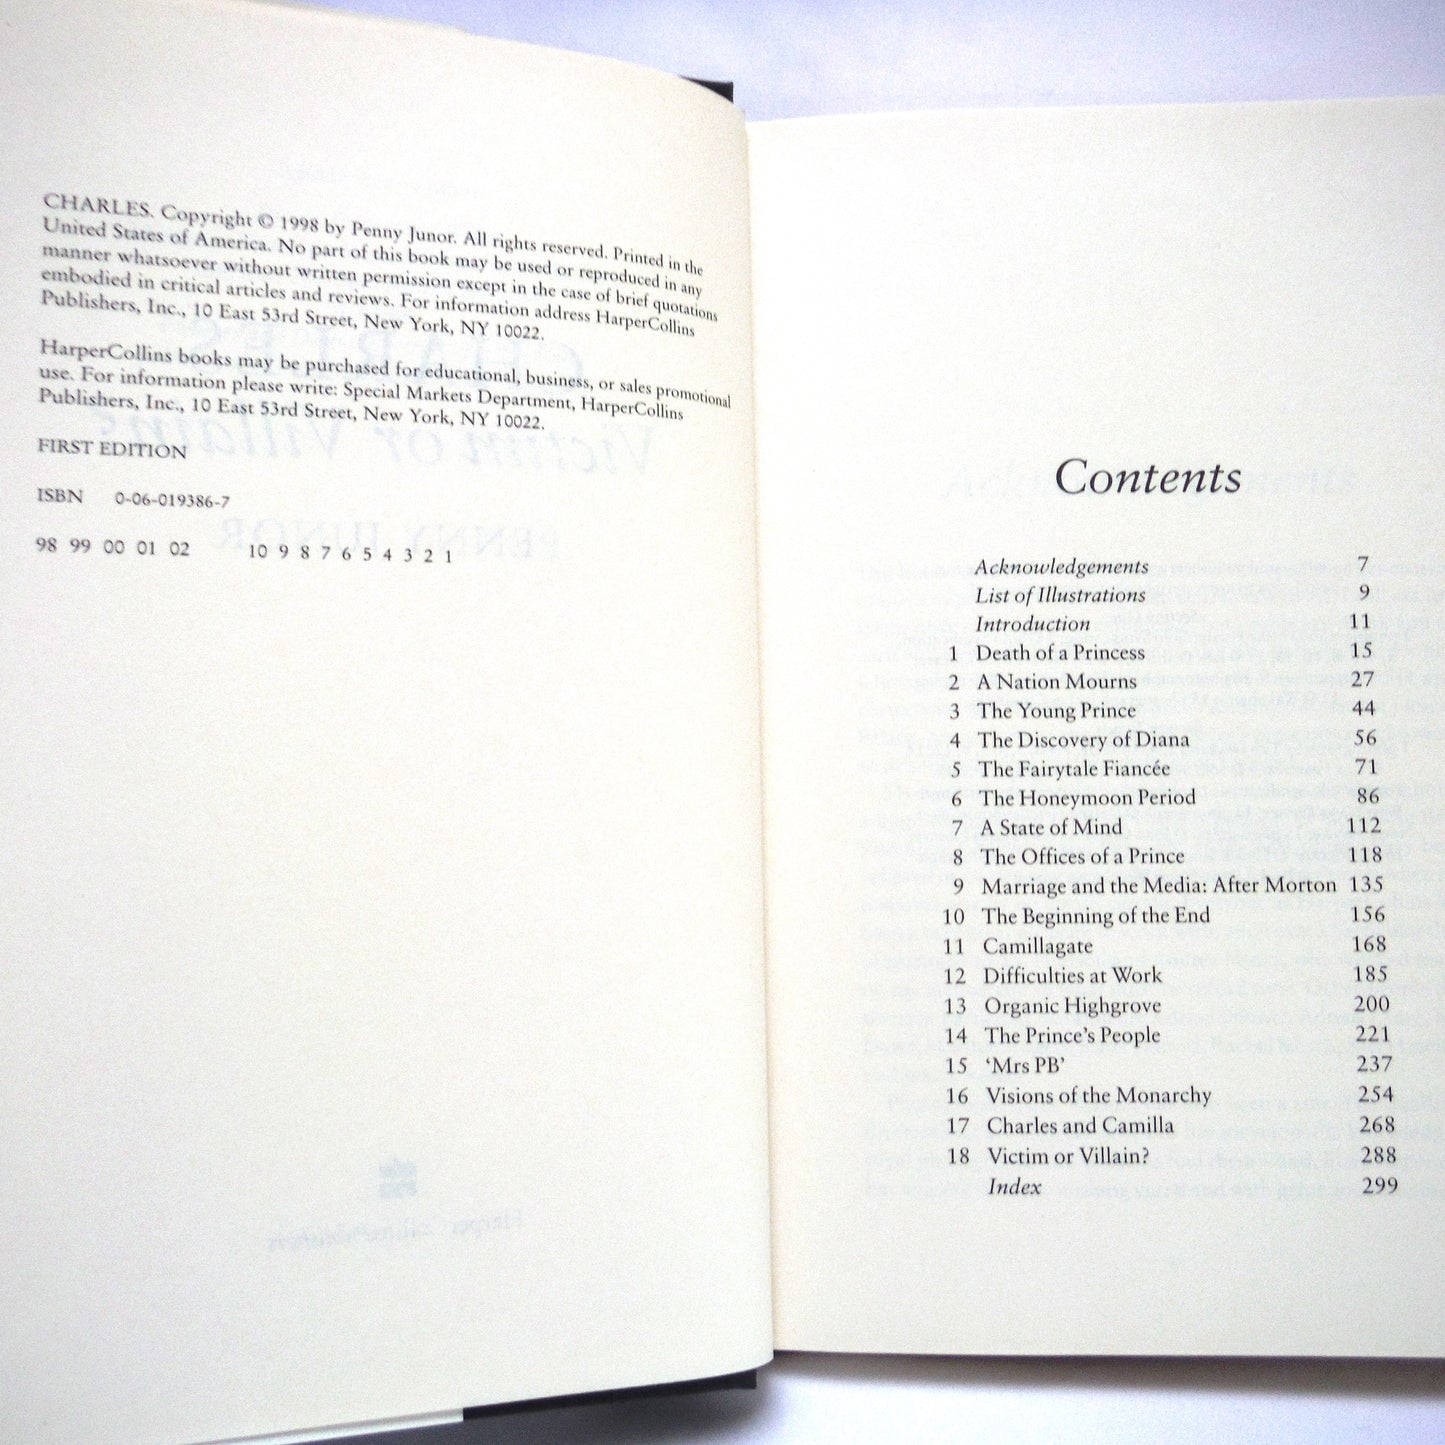 CHARLES. Copyright © 1998 by Penny Junor. All rights reserved. Printed in the
United States of America. No part of this book may be used or reproduced in any
manner whatsoever without written permission except in the case of brief quotations
embodied in critical articles and reviews. For information address HarperCollins
Publishers, Inc., 10 East 53rd Street, New York, NY 10022.
HarperCollins books may be purchased for educational, business, or sales promotional
use. For information please write: Special Markets Department, HarperCollins
Publishers, Inc., 10 East 53rd Street, New York, NY 10022.
FIRST EDITION
ISBN 0-06-019386-7
98 99 00 01 02 10 9 8 7 6 5 4 3 2 1
Contents
Acknowledgements 7
List of Illustrations 9
Introduction 11
1 Death of a Princess 15
2 A Nation Mourns 27
3 The Young Prince 44
4 The Discovery of Diana 56
5 The Fairytale Fiancée 71
6 The Honeymoon Period 86
7 A State of Mind 112
8 The Offices of a Prince 118
9 Marriage and the Media: After Morton 135
10 The Beginning of the End 156
11 Camillagate 168
12 Difficulties at Work 185
13 Organic Highgrove 200
14 The Prince's People 221
15 'Mrs PB' 237
16 Visions of the Monarchy 254
17 Charles and Camilla 268
18 Victim or Villain? 288
Index 299